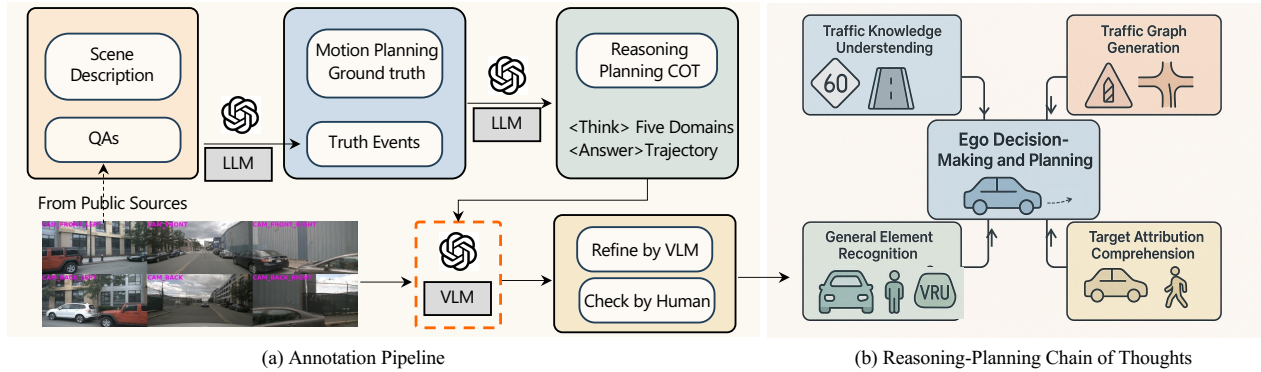 Scene
Description
QAs
LLM
Motion Planning
Ground truth
Truth Events
LLM
Reasoning
Planning COT
<Think> Five Domains
<Answer>Trajectory
From Public Sources
CAM_FRONT_LEFT
CAM_FRONT
CAM_FRONT_RIGHT
CAM_BACK_LEFT
CAM_BACK
CAM_BACK_RIGHT
VLM
Refine by VLM
Check by Human
(a) Annotation Pipeline
Traffic Knowledge
Understending
60
Traffic Graph
Generation
Ego Decision-
Making and Planning
General Element
Recognition
VRU
Target Attribution
Comprehension
(b) Reasoning-Planning Chain of Thoughts